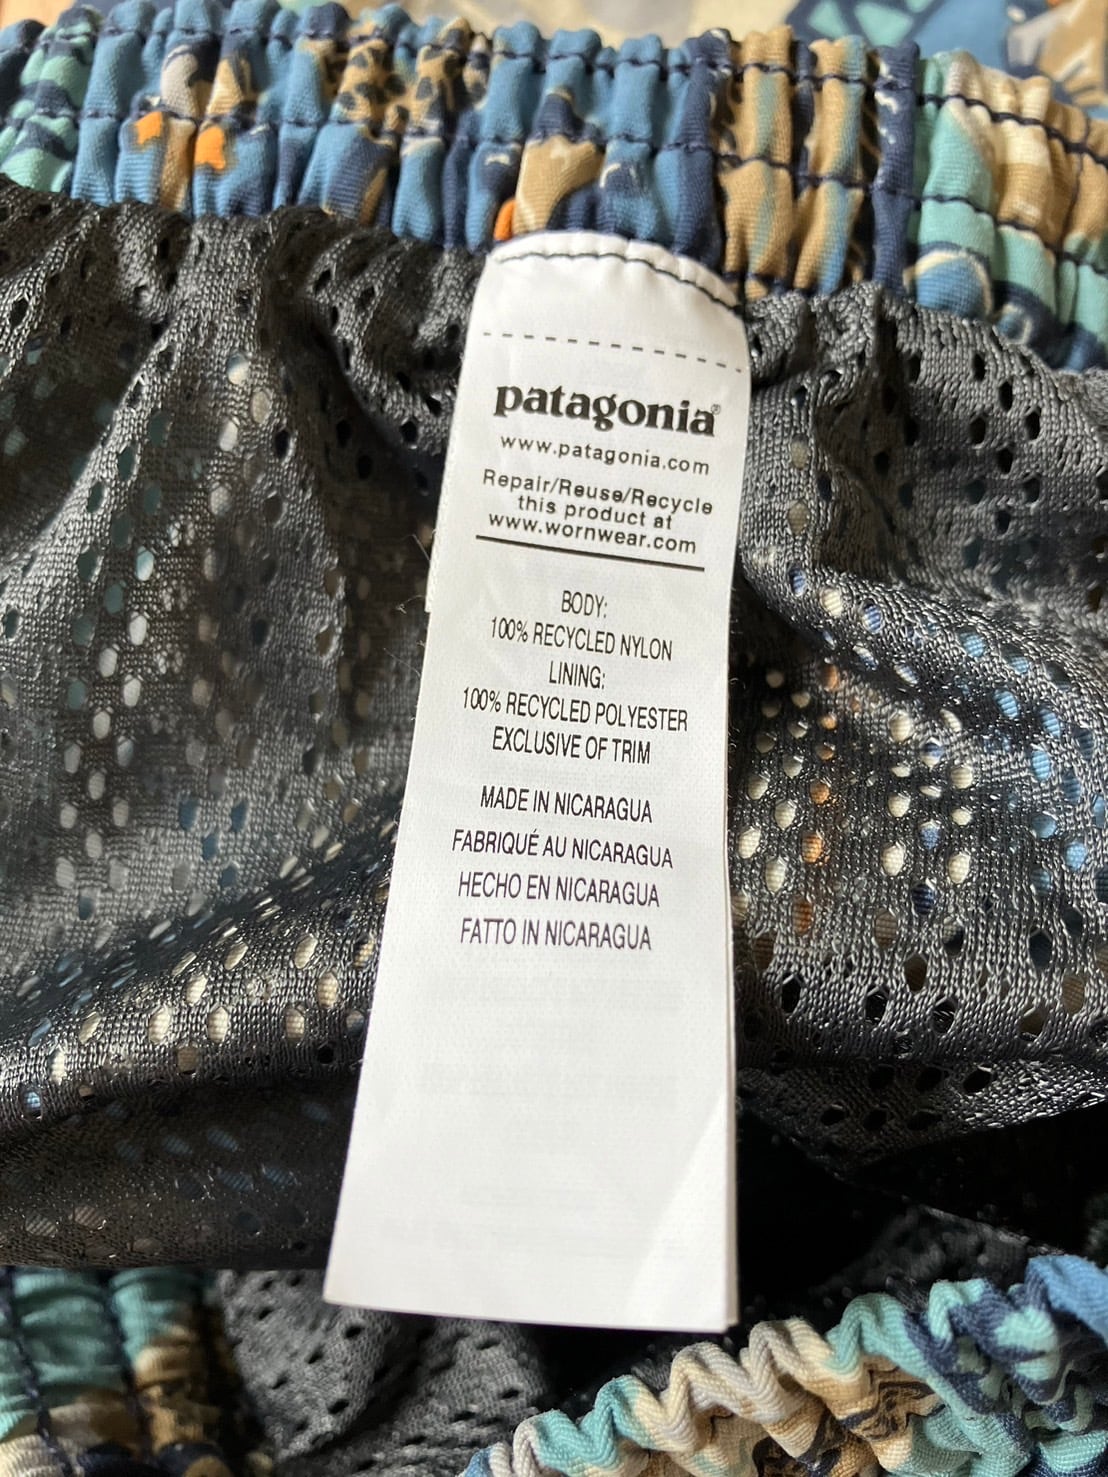 patagonia®
www.patagonia.com
Repair/Reuse/Recycle
this product at
www.wornwear.com
BODY:
100% RECYCLED NYLON
LINING:
100% RECYCLED POLYESTER
EXCLUSIVE OF TRIM
MADE IN NICARAGUA
FABRIQUÉ AU NICARAGUA
HECHO EN NICARAGUA
FATTO IN NICARAGUA